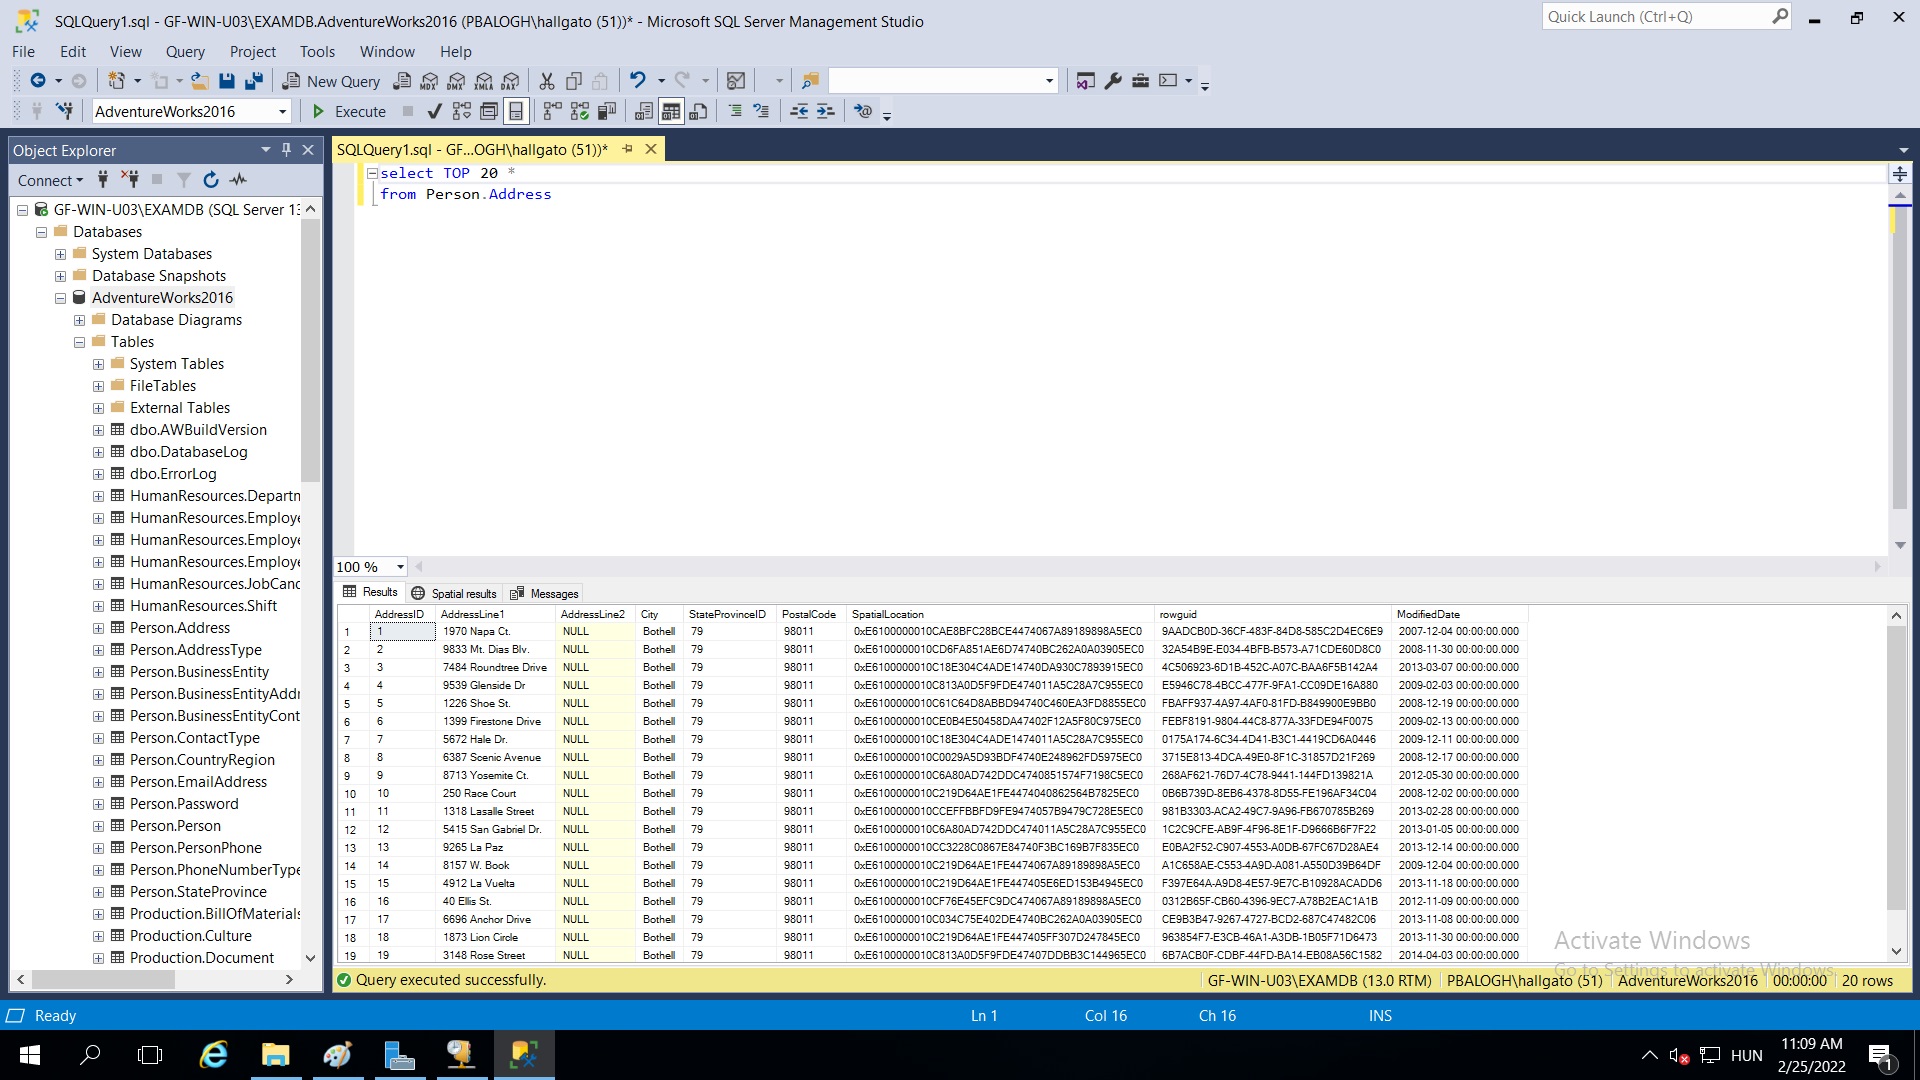 SQLQuery1.sql - GF-WIN-U03\EXAMDB.AdventureWorks2016 (PBALOGH\hallgato (51))* - Microsoft SQL Server Management Studio
Quick Launch (Ctrl+Q)
File Edit View Query Project Tools Window Help
New Query MDX DMX XMLA DAX
AdventureWorks2016 Execute
Object Explorer
Connect
GF-WIN-U03\EXAMDB (SQL Server 13
Databases
System Databases
Database Snapshots
AdventureWorks2016
Database Diagrams
Tables
System Tables
FileTables
External Tables
dbo.AWBuildVersion
dbo.DatabaseLog
dbo.ErrorLog
HumanResources.Departn
HumanResources.Employe
HumanResources.Employe
HumanResources.Employe
HumanResources.JobCanc
HumanResources.Shift
Person.Address
Person.AddressType
Person.BusinessEntity
Person.BusinessEntityAddr
Person.BusinessEntityCont
Person.ContactType
Person.CountryRegion
Person.EmailAddress
Person.Password
Person.Person
Person.PersonPhone
Person.PhoneNumberType
Person.StateProvince
Production.BillOfMaterials
Production.Culture
Production.Document
SQLQuery1.sql - GF...OGH\hallgato (51))*
select TOP 20 *
from Person.Address
100 %
Results Spatial results Messages
AddressID AddressLine1 AddressLine2 City StateProvinceID PostalCode SpatialLocation rowguid ModifiedDate
1 1 1970 Napa Ct. NULL Bothell 79 98011 0xE6100000010CAE8BFC28BCE4474067A89189898A5EC0 9AADCB0D-36CF-483F-84D8-585C2D4EC6E9 2007-12-04 00:00:00.000
2 2 9833 Mt. Dias Blv. NULL Bothell 79 98011 0xE6100000010CD6FA851AE6D74740BC262A0A03905EC0 32A54B9E-E034-4BFB-B573-A71CDE60D8C0 2008-11-30 00:00:00.000
3 3 7484 Roundtree Drive NULL Bothell 79 98011 0xE6100000010C18E304C4ADE14740DA930C7893915EC0 4C506923-6D1B-452C-A07C-BAA6F5B142A4 2013-03-07 00:00:00.000
4 4 9539 Glenside Dr NULL Bothell 79 98011 0xE6100000010C813A0D5F9FDE474011A5C28A7C955EC0 E5946C78-4BCC-477F-9FA1-CC09DE16A880 2009-02-03 00:00:00.000
5 5 1226 Shoe St. NULL Bothell 79 98011 0xE6100000010C61C64D8ABBD94740C460EA3FD8855EC0 FBAFF937-4A97-4AF0-81FD-B849900E9BB0 2008-12-19 00:00:00.000
6 6 1399 Firestone Drive NULL Bothell 79 98011 0xE6100000010CE0B4E50458DA47402F12A5F80C975EC0 FEBF8191-9804-44C8-877A-33FDE94F0075 2009-02-13 00:00:00.000
7 7 5672 Hale Dr. NULL Bothell 79 98011 0xE6100000010C18E304C4ADE1474011A5C28A7C955EC0 0175A174-6C34-4D41-B3C1-4419CD6A0446 2009-12-11 00:00:00.000
8 8 6387 Scenic Avenue NULL Bothell 79 98011 0xE6100000010C0029A5D93BDF4740E248962FD5975EC0 3715E813-4DCA-49E0-8F1C-31857D21F269 2008-12-17 00:00:00.000
9 9 8713 Yosemite Ct. NULL Bothell 79 98011 0xE6100000010C6A80AD742DDC4740851574F7198C5EC0 268AF621-76D7-4C78-9441-144FD139821A 2012-05-30 00:00:00.000
10 10 250 Race Court NULL Bothell 79 98011 0xE6100000010C219D64AE1FE4474040862564B7825EC0 0B6B739D-8EB6-4378-8D55-FE196AF34C04 2008-12-02 00:00:00.000
11 11 1318 Lasalle Street NULL Bothell 79 98011 0xE6100000010CCEFFBBFD9FE9474057B9479C728E5EC0 981B3303-ACA2-49C7-9A96-FB670785B269 2013-02-28 00:00:00.000
12 12 5415 San Gabriel Dr. NULL Bothell 79 98011 0xE6100000010C6A80AD742DDC474011A5C28A7C955EC0 1C2C9CFE-AB9F-4F96-8E1F-D9666B6F7F22 2013-01-05 00:00:00.000
13 13 9265 La Paz NULL Bothell 79 98011 0xE6100000010CC3228C0867E84740F3BC169B7F835EC0 E0BA2F52-C907-4553-A0DB-67FC67D28AE4 2013-12-14 00:00:00.000
14 14 8157 W. Book NULL Bothell 79 98011 0xE6100000010C219D64AE1FE4474067A89189898A5EC0 A1C658AE-C553-4A9D-A081-A550D39B64DF 2009-12-04 00:00:00.000
15 15 4912 La Vuelta NULL Bothell 79 98011 0xE6100000010C219D64AE1FE447405E6ED153B4945EC0 F397E64A-A9D8-4E57-9E7C-B10928ACADD6 2013-11-18 00:00:00.000
16 16 40 Ellis St. NULL Bothell 79 98011 0xE6100000010CF76E45EFC9DC474067A89189898A5EC0 0312B65F-CB60-4396-9EC7-A78B2EAC1A1B 2012-11-09 00:00:00.000
17 17 6696 Anchor Drive NULL Bothell 79 98011 0xE6100000010C034C75E402DE4740BC262A0A03905EC0 CE9B3B47-9267-4727-BCD2-687C47482C06 2013-11-08 00:00:00.000
18 18 1873 Lion Circle NULL Bothell 79 98011 0xE6100000010C219D64AE1FE447405FF307D247845EC0 963854F7-E3CB-46A1-A3DB-1B05F71D6473 2013-11-30 00:00:00.000
19 19 3148 Rose Street NULL Bothell 79 98011 0xE6100000010C813A0D5F9FDE47407DDBB3C144965EC0 6B7ACB0F-CDBF-44FD-BA14-EB08A56C1582 2014-04-03 00:00:00.000
Activate Windows
Go to Settings to activate Windows.
Query executed successfully. GF-WIN-U03\EXAMDB (13.0 RTM) PBALOGH\hallgato (51) AdventureWorks2016 00:00:00 20 rows
Ready Ln 1 Col 16 Ch 16 INS
HUN 11:09 AM
2/25/2022 1